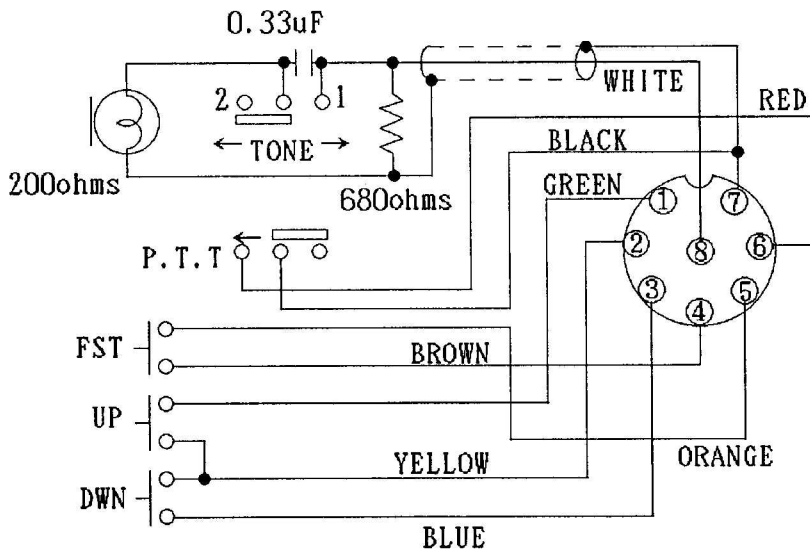 0.33uF
WHITE
RED
2 1
TONE
BLACK
200ohms
680ohms
GREEN
1
7
2
8
6
P.T.T
3
5
4
FST
BROWN
UP
YELLOW
ORANGE
DWN
BLUE